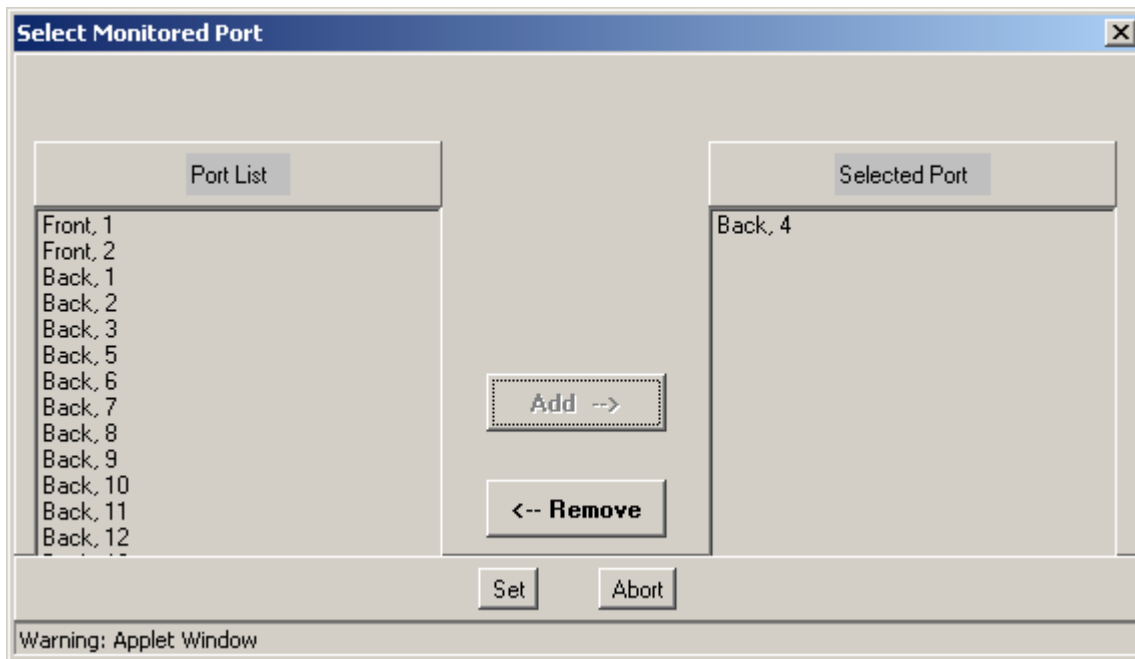 Select Monitored Port
Port List
Selected Port
Front, 1
Front, 2
Back, 1
Back, 2
Back, 3
Back, 5
Back, 6
Back, 7
Back, 8
Back, 9
Back, 10
Back, 11
Back, 12
Back, 4
Add -->
<-- Remove
Set
Abort
Warning: Applet Window